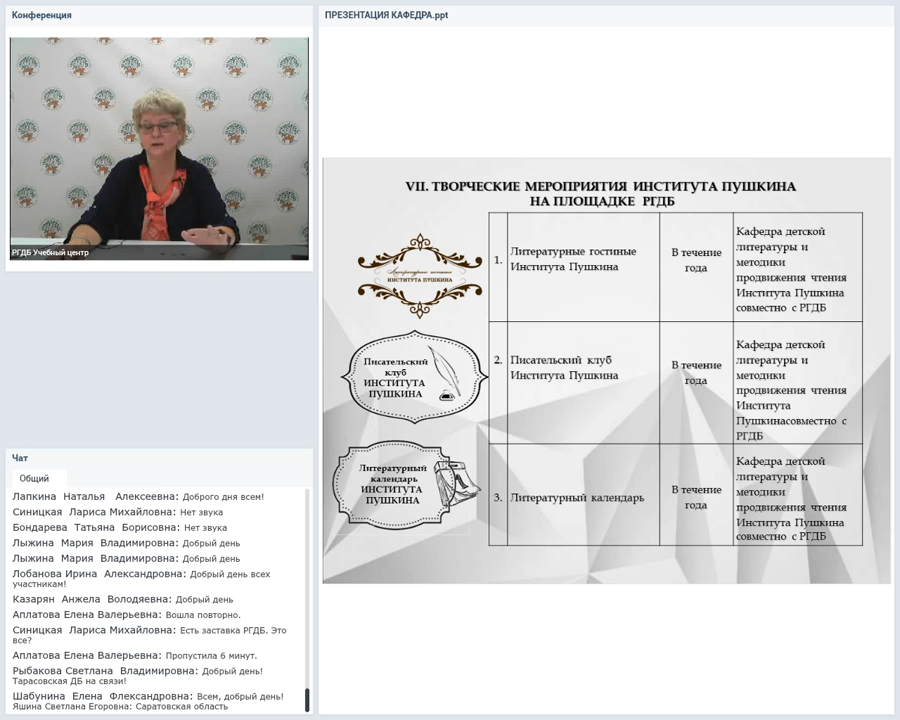 Конференция
РГДБ Учебный центр
Чат
Общий
Лапкина Наталья Алексеевна: Доброго дня всем!
Синицкая Лариса Михайловна: Нет звука
Бондарева Татьяна Борисовна: Нет звука
Лыжина Мария Владимировна: Добрый день
Лыжина Мария Владимировна: Добрый день
Лобанова Ирина Александровна: Добрый день всех
участникам!
Казарян Анжела Володяевна: Добрый день
Аплатова Елена Валерьевна: Вошла повторно.
Синицкая Лариса Михайловна: Есть заставка РГДБ. Это
все?
Аплатова Елена Валерьевна: Пропустила 6 минут.
Рыбакова Светлана Владимировна: Добрый день!
Тарасовская ДБ на связи!
Шабунина Елена Флександровна: Всем, добрый день!
Яшина Светлана Егоровна: Саратовская область
ПРЕЗЕНТАЦИЯ КАФЕДРА.ppt
VII. ТВОРЧЕСКИЕ МЕРОПРИЯТИЯ ИНСТИТУТА ПУШКИНА
НА ПЛОЩАДКЕ РГДБ
Литературные гостиные
ИНСТИТУТА ПУШКИНА
1.
Литературные гостиные
Института Пушкина
В течение
года
Кафедра детской
литературы и
методики
продвижения чтения
Института Пушкина
совместно с РГДБ
Писательский
клуб
ИНСТИТУТА
ПУШКИНА
2.
Писательский клуб
Института Пушкина
В течение
года
Кафедра детской
литературы и
методики
продвижения чтения
Института
Пушкинасовместно с
РГДБ
Литературный
календарь
ИНСТИТУТА
ПУШКИНА
3.
Литературный календарь
В течение
года
Кафедра детской
литературы и
методики
продвижения чтения
Института Пушкина
совместно с РГДБ